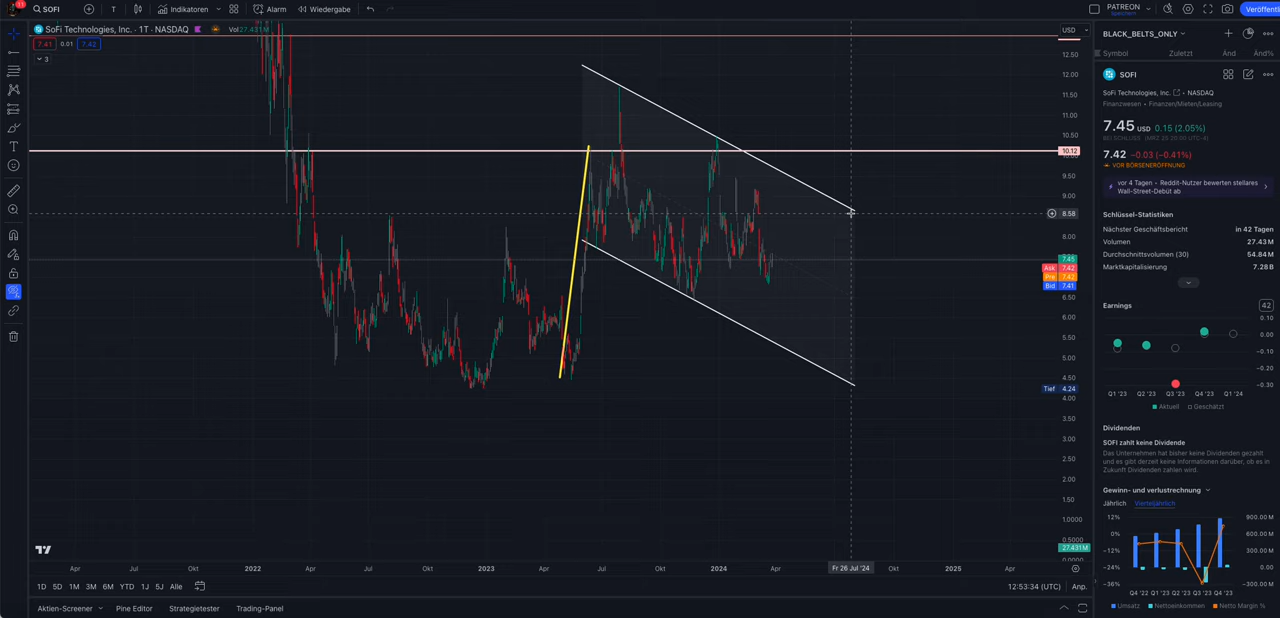 11
SOFI
T
Indikatoren
Alarm
Wiedergabe
PATREON
Speichern
Veröffentli
SoFi Technologies, Inc. · 1T · NASDAQ
Vol 27.431M
7.41 0.01 7.42
3
USD
12.50
12.00
11.50
11.00
10.50
10.12
10.00
9.50
9.00
8.58
8.00
7.45
Ask 7.42
Pre 7.42
Bid 7.41
6.50
6.00
5.50
5.00
4.50
Tief 4.24
4.00
3.50
3.00
2.50
2.00
1.50
1.0000
0.5000
27.431M
0.0000
Apr Jul Okt 2022 Apr Jul Okt 2023 Apr Jul Okt 2024 Apr Fr 26 Jul '24 Okt 2025 Apr
1D 5D 1M 3M 6M YTD 1J 5J Alle
12:53:34 (UTC) Anp.
Aktien-Screener Pine Editor Strategietester Trading-Panel
BLACK_BELTS_ONLY
Symbol Zuletzt Änd Änd%
SOFI
SoFi Technologies, Inc. · NASDAQ
Finanzwesen · Finanzen/Mieten/Leasing
7.45 USD 0.15 (2.05%)
7.42 −0.03 (−0.41%)
VOR BÖRSENERÖFFNUNG
vor 4 Tagen · Reddit-Nutzer bewerten stellares
Wall-Street-Debüt ab
Schlüssel-Statistiken
Nächster Geschäftsbericht in 42 Tagen
Volumen 27.43M
Durchschnittsvolumen (30) 54.84M
Marktkapitalisierung 7.28B
Earnings 42
0.10
0.00
−0.10
−0.20
−0.30
Q1 '23 Q2 '23 Q3 '23 Q4 '23 Q1 '24
Aktuell Geschätzt
Dividenden
SOFI zahlt keine Dividende
Das Unternehmen hat bisher keine Dividenden gezahlt
und es gibt derzeit keine Informationen darüber, ob es in
Zukunft Dividenden zahlen wird.
Gewinn- und verlustrechnung
Jährlich Vierteljährlich
12% 900.00M
0% 600.00M
−12% 300.00M
−24% 0.00
−36% −300.00M
Q4 '22 Q1 '23 Q2 '23 Q3 '23 Q4 '23
Umsatz Nettoeinkommen Netto Margin %